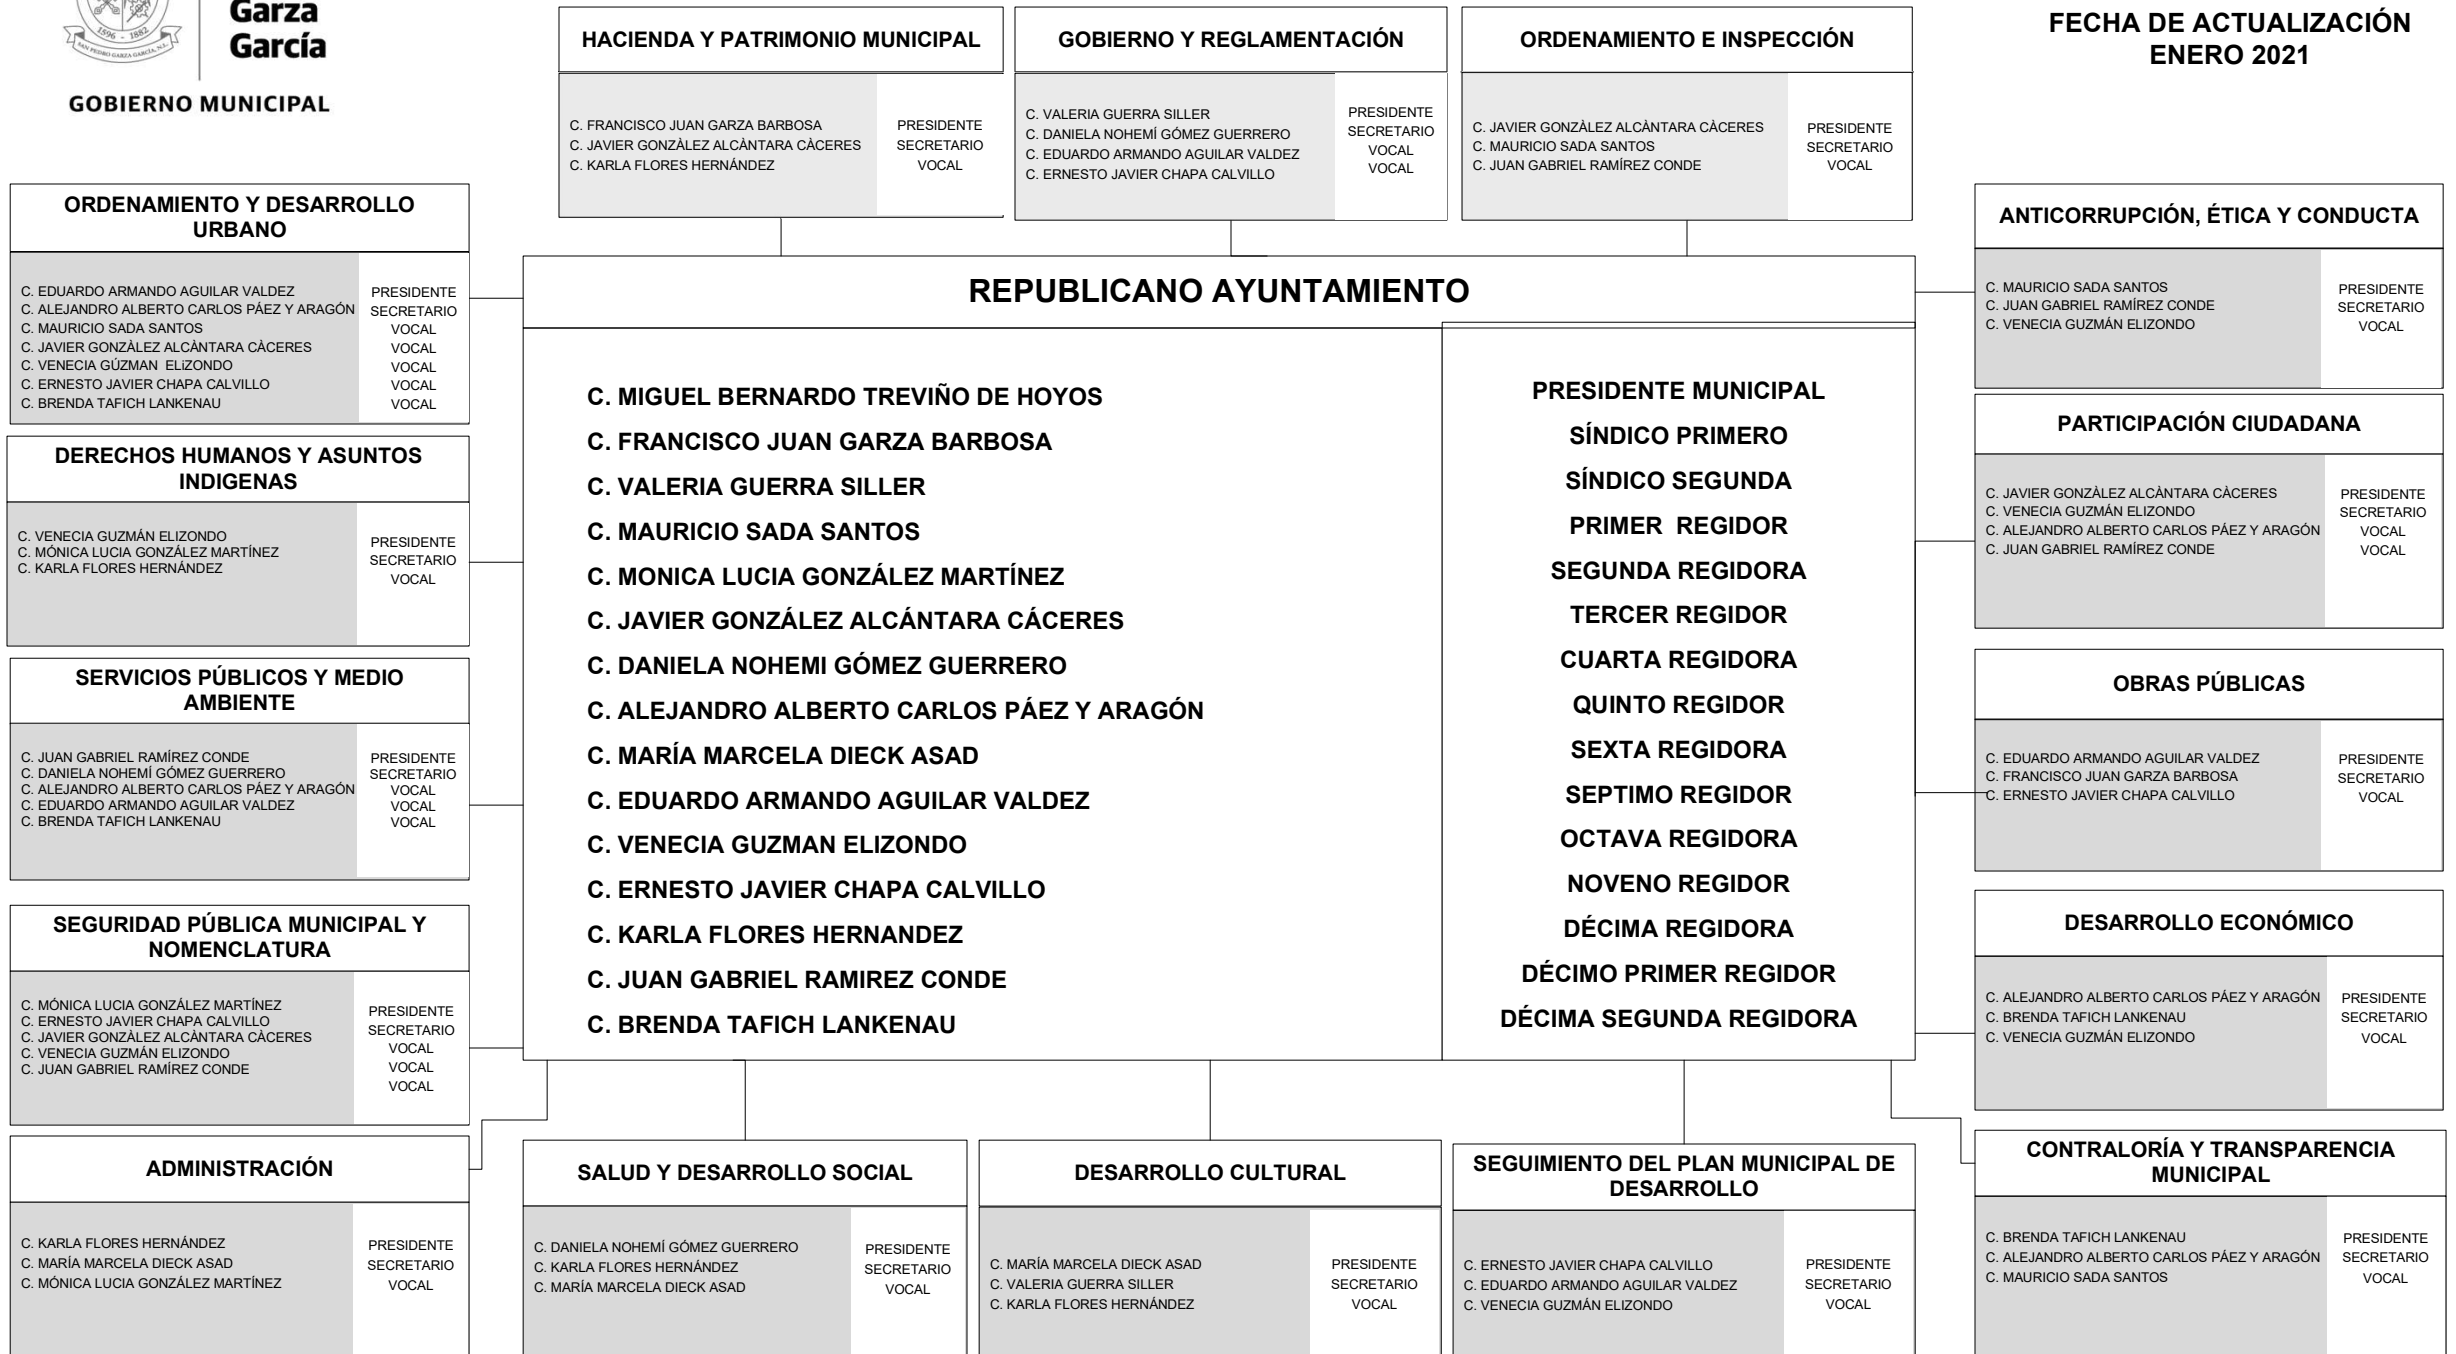 Garza
García
GOBIERNO MUNICIPAL
1596 - 1882
SAN PEDRO GARZA GARCÍA, N.L.
FECHA DE ACTUALIZACIÓN
ENERO 2021
HACIENDA Y PATRIMONIO MUNICIPAL
C. FRANCISCO JUAN GARZA BARBOSA PRESIDENTE
C. JAVIER GONZÀLEZ ALCÀNTARA CÀCERES SECRETARIO
C. KARLA FLORES HERNÁNDEZ VOCAL
GOBIERNO Y REGLAMENTACIÓN
C. VALERIA GUERRA SILLER PRESIDENTE
C. DANIELA NOHEMÍ GÓMEZ GUERRERO SECRETARIO
C. EDUARDO ARMANDO AGUILAR VALDEZ VOCAL
C. ERNESTO JAVIER CHAPA CALVILLO VOCAL
ORDENAMIENTO E INSPECCIÓN
C. JAVIER GONZÀLEZ ALCÀNTARA CÀCERES PRESIDENTE
C. MAURICIO SADA SANTOS SECRETARIO
C. JUAN GABRIEL RAMÍREZ CONDE VOCAL
ORDENAMIENTO Y DESARROLLO
URBANO
C. EDUARDO ARMANDO AGUILAR VALDEZ PRESIDENTE
C. ALEJANDRO ALBERTO CARLOS PÁEZ Y ARAGÓN SECRETARIO
C. MAURICIO SADA SANTOS VOCAL
C. JAVIER GONZÀLEZ ALCÀNTARA CÀCERES VOCAL
C. VENECIA GÚZMAN ELiZONDO VOCAL
C. ERNESTO JAVIER CHAPA CALVILLO VOCAL
C. BRENDA TAFICH LANKENAU VOCAL
DERECHOS HUMANOS Y ASUNTOS
INDIGENAS
C. VENECIA GUZMÁN ELIZONDO PRESIDENTE
C. MÓNICA LUCIA GONZÁLEZ MARTÍNEZ SECRETARIO
C. KARLA FLORES HERNÁNDEZ VOCAL
SERVICIOS PÚBLICOS Y MEDIO
AMBIENTE
C. JUAN GABRIEL RAMÍREZ CONDE PRESIDENTE
C. DANIELA NOHEMÍ GÓMEZ GUERRERO SECRETARIO
C. ALEJANDRO ALBERTO CARLOS PÁEZ Y ARAGÓN VOCAL
C. EDUARDO ARMANDO AGUILAR VALDEZ VOCAL
C. BRENDA TAFICH LANKENAU VOCAL
SEGURIDAD PÚBLICA MUNICIPAL Y
NOMENCLATURA
C. MÓNICA LUCIA GONZÁLEZ MARTÍNEZ PRESIDENTE
C. ERNESTO JAVIER CHAPA CALVILLO SECRETARIO
C. JAVIER GONZÀLEZ ALCÀNTARA CÀCERES VOCAL
C. VENECIA GUZMÁN ELIZONDO VOCAL
C. JUAN GABRIEL RAMÍREZ CONDE VOCAL
REPUBLICANO AYUNTAMIENTO
C. MIGUEL BERNARDO TREVIÑO DE HOYOS PRESIDENTE MUNICIPAL
C. FRANCISCO JUAN GARZA BARBOSA SÍNDICO PRIMERO
C. VALERIA GUERRA SILLER SÍNDICO SEGUNDA
C. MAURICIO SADA SANTOS PRIMER REGIDOR
C. MONICA LUCIA GONZÁLEZ MARTÍNEZ SEGUNDA REGIDORA
C. JAVIER GONZÁLEZ ALCÁNTARA CÁCERES TERCER REGIDOR
C. DANIELA NOHEMI GÓMEZ GUERRERO CUARTA REGIDORA
C. ALEJANDRO ALBERTO CARLOS PÁEZ Y ARAGÓN QUINTO REGIDOR
C. MARÍA MARCELA DIECK ASAD SEXTA REGIDORA
C. EDUARDO ARMANDO AGUILAR VALDEZ SEPTIMO REGIDOR
C. VENECIA GUZMAN ELIZONDO OCTAVA REGIDORA
C. ERNESTO JAVIER CHAPA CALVILLO NOVENO REGIDOR
C. KARLA FLORES HERNANDEZ DÉCIMA REGIDORA
C. JUAN GABRIEL RAMIREZ CONDE DÉCIMO PRIMER REGIDOR
C. BRENDA TAFICH LANKENAU DÉCIMA SEGUNDA REGIDORA
ANTICORRUPCIÓN, ÉTICA Y CONDUCTA
C. MAURICIO SADA SANTOS PRESIDENTE
C. JUAN GABRIEL RAMÍREZ CONDE SECRETARIO
C. VENECIA GUZMÁN ELIZONDO VOCAL
PARTICIPACIÓN CIUDADANA
C. JAVIER GONZÀLEZ ALCÀNTARA CÀCERES PRESIDENTE
C. VENECIA GUZMÁN ELIZONDO SECRETARIO
C. ALEJANDRO ALBERTO CARLOS PÁEZ Y ARAGÓN VOCAL
C. JUAN GABRIEL RAMÍREZ CONDE VOCAL
OBRAS PÚBLICAS
C. EDUARDO ARMANDO AGUILAR VALDEZ PRESIDENTE
C. FRANCISCO JUAN GARZA BARBOSA SECRETARIO
C. ERNESTO JAVIER CHAPA CALVILLO VOCAL
DESARROLLO ECONÓMICO
C. ALEJANDRO ALBERTO CARLOS PÁEZ Y ARAGÓN PRESIDENTE
C. BRENDA TAFICH LANKENAU SECRETARIO
C. VENECIA GUZMÁN ELIZONDO VOCAL
ADMINISTRACIÓN
C. KARLA FLORES HERNÁNDEZ PRESIDENTE
C. MARÍA MARCELA DIECK ASAD SECRETARIO
C. MÓNICA LUCIA GONZÁLEZ MARTÍNEZ VOCAL
SALUD Y DESARROLLO SOCIAL
C. DANIELA NOHEMÍ GÓMEZ GUERRERO PRESIDENTE
C. KARLA FLORES HERNÁNDEZ SECRETARIO
C. MARÍA MARCELA DIECK ASAD VOCAL
DESARROLLO CULTURAL
C. MARÍA MARCELA DIECK ASAD PRESIDENTE
C. VALERIA GUERRA SILLER SECRETARIO
C. KARLA FLORES HERNÁNDEZ VOCAL
SEGUIMIENTO DEL PLAN MUNICIPAL DE
DESARROLLO
C. ERNESTO JAVIER CHAPA CALVILLO PRESIDENTE
C. EDUARDO ARMANDO AGUILAR VALDEZ SECRETARIO
C. VENECIA GUZMÁN ELIZONDO VOCAL
CONTRALORÍA Y TRANSPARENCIA
MUNICIPAL
C. BRENDA TAFICH LANKENAU PRESIDENTE
C. ALEJANDRO ALBERTO CARLOS PÁEZ Y ARAGÓN SECRETARIO
C. MAURICIO SADA SANTOS VOCAL